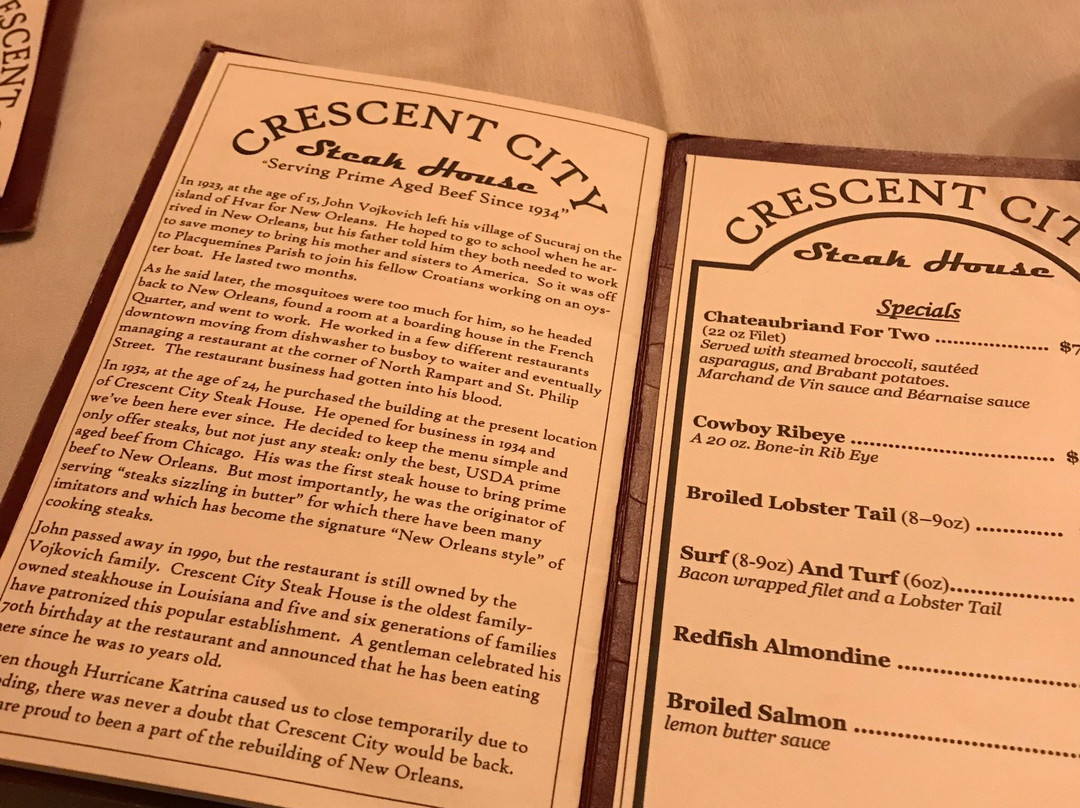 ESCENT
CRESCENT CITY
Steak House
"Serving Prime Aged Beef Since 1934"
In 1923, at the age of 15, John Vojkovich left his village of Sucuraj on the
island of Hvar for New Orleans. He hoped to go to school when he ar-
rived in New Orleans, but his father told him they both needed to work
to save money to bring his mother and sisters to America. So it was off
to Placquemines Parish to join his fellow Croatians working on an oys-
ter boat. He lasted two months.
As he said later, the mosquitoes were too much for him, so he headed
back to New Orleans, found a room at a boarding house in the French
Quarter, and went to work. He worked in a few different restaurants
downtown moving from dishwasher to busboy to waiter and eventually
managing a restaurant at the corner of North Rampart and St. Philip
Street. The restaurant business had gotten into his blood.
In 1932, at the age of 24, he purchased the building at the present location
of Crescent City Steak House. He opened for business in 1934 and
we've been here ever since. He decided to keep the menu simple and
only offer steaks, but not just any steak: only the best, USDA prime
aged beef from Chicago. His was the first steak house to bring prime
beef to New Orleans. But most importantly, he was the originator of
serving "steaks sizzling in butter" for which there have been many
imitators and which has become the signature "New Orleans style" of
cooking steaks.
John passed away in 1990, but the restaurant is still owned by the
Vojkovich family. Crescent City Steak House is the oldest family-
owned steakhouse in Louisiana and five and six generations of families
have patronized this popular establishment. A gentleman celebrated his
70th birthday at the restaurant and announced that he has been eating
here since he was 10 years old.
en though Hurricane Katrina caused us to close temporarily due to
ding, there was never a doubt that Crescent City would be back.
are proud to been a part of the rebuilding of New Orleans.
CRESCENT CIT
Steak House
Specials
Chateaubriand For Two .................... $7
(22 oz Filet)
Served with steamed broccoli, sautéed
asparagus, and Brabant potatoes.
Marchand de Vin sauce and Béarnaise sauce
Cowboy Ribeye .................................... $
A 20 oz. Bone-in Rib Eye
Broiled Lobster Tail (8–9oz) ...............
Surf (8-9oz) And Turf (6oz)......................
Bacon wrapped filet and a Lobster Tail
Redfish Almondine ................................
Broiled Salmon ........................................
lemon butter sauce